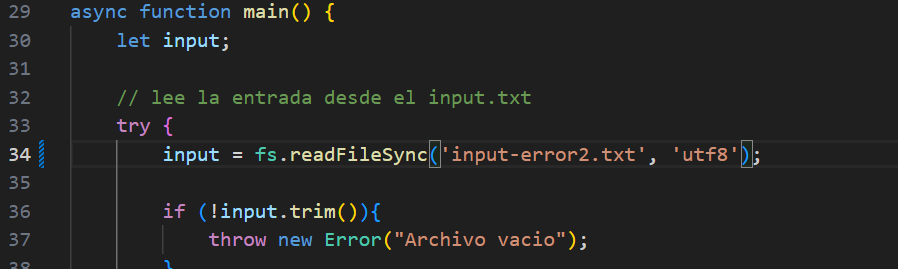 29 async function main() {
30 let input;
31
32 // lee la entrada desde el input.txt
33 try {
34 input = fs.readFileSync('input-error2.txt', 'utf8');
35
36 if (!input.trim()){
37 throw new Error("Archivo vacio");
38 }